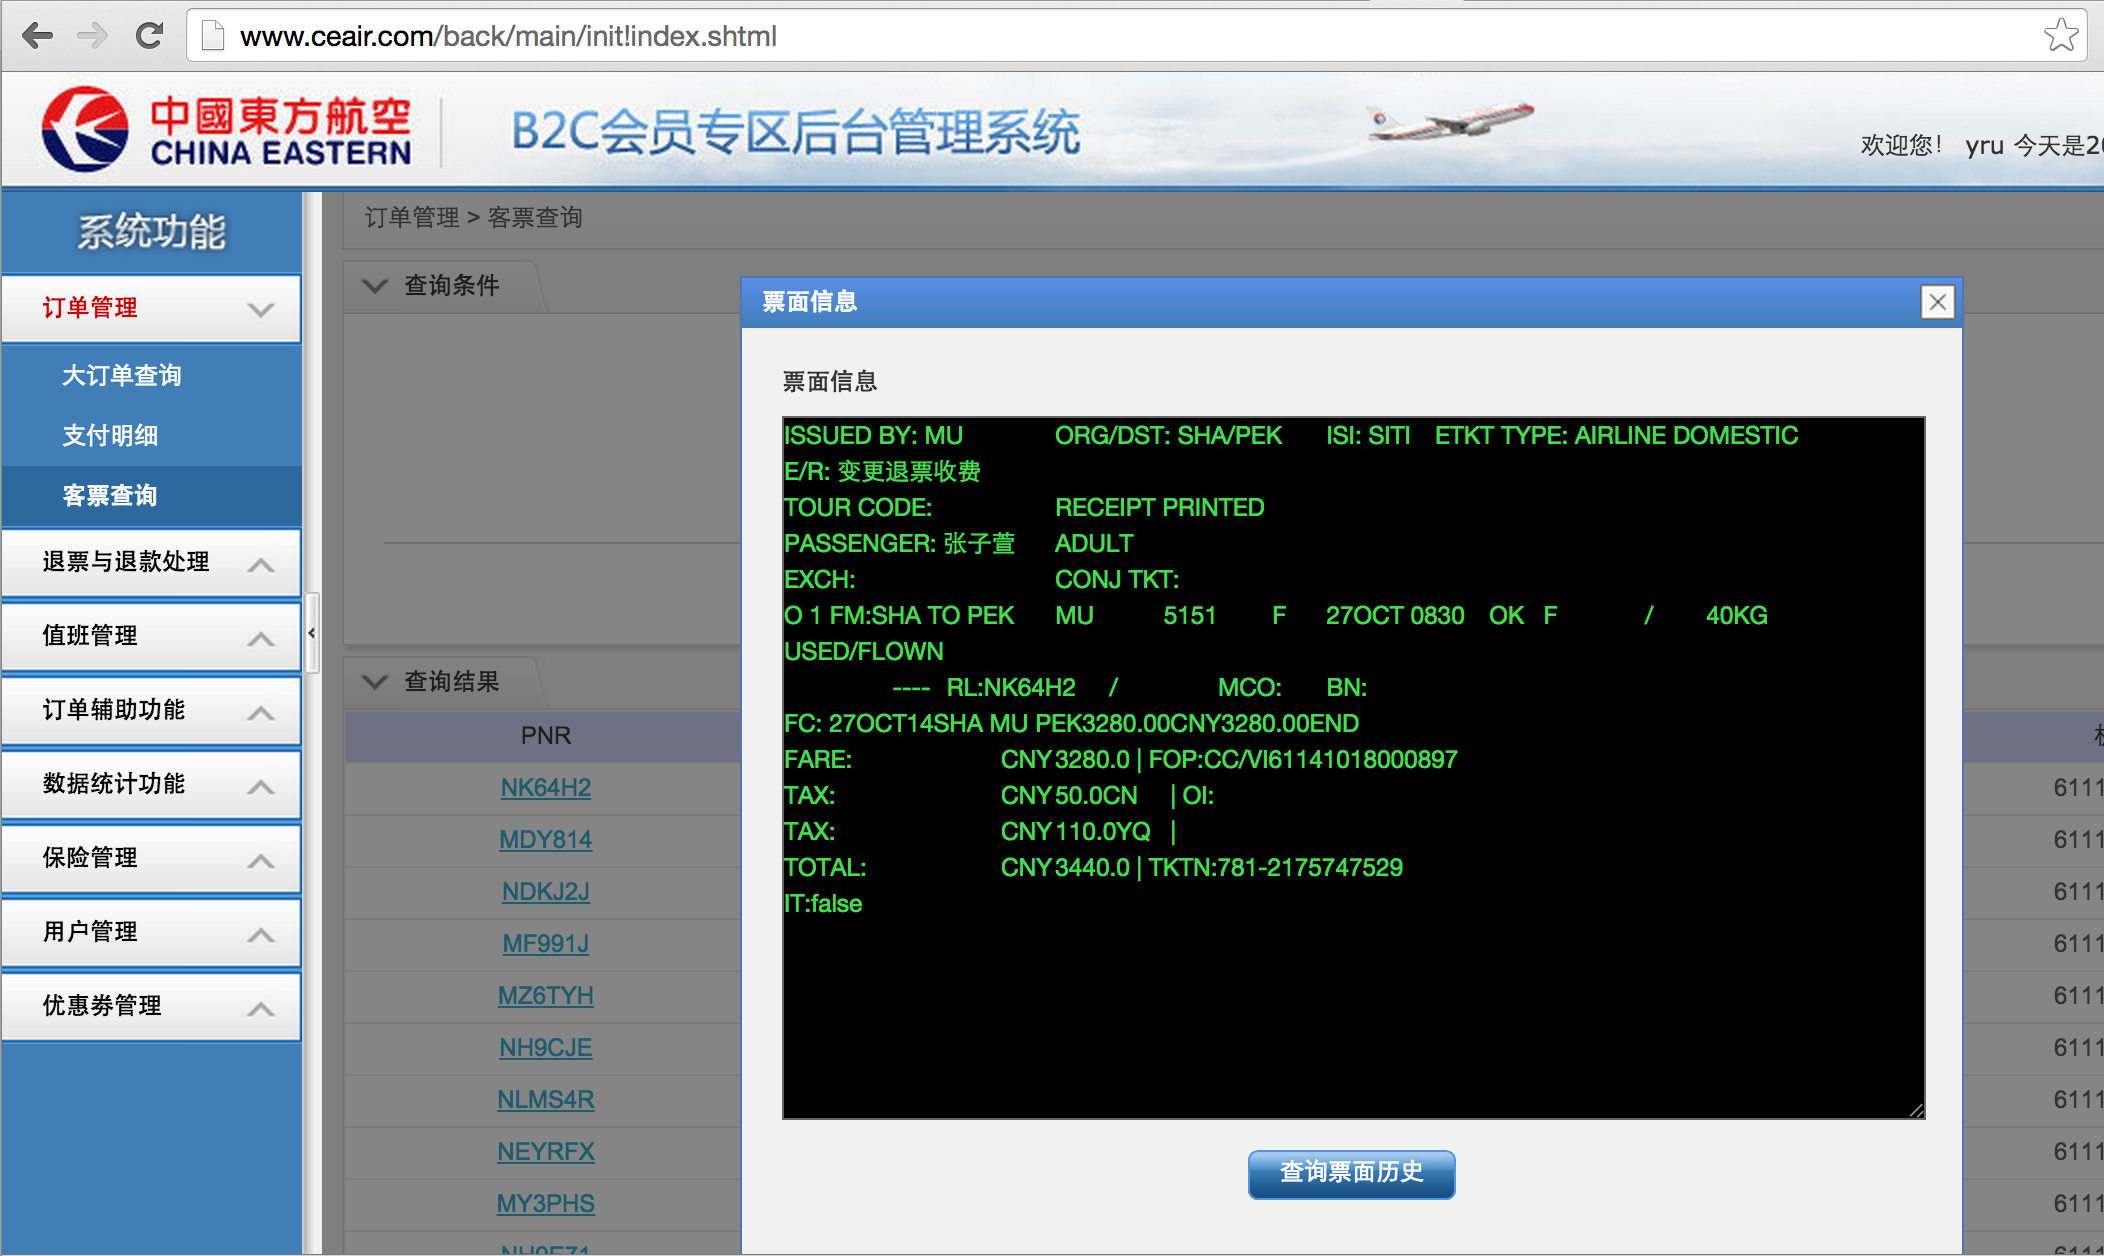 www.ceair.com/back/main/init!index.shtml
中國東方航空
CHINA EASTERN
B2C会员专区后台管理系统
欢迎您! yru 今天是20
系统功能
订单管理
大订单查询
支付明细
客票查询
退票与退款处理
值班管理
订单辅助功能
数据统计功能
保险管理
用户管理
优惠券管理
订单管理 > 客票查询
查询条件
查询结果
PNR
NK64H2
MDY814
NDKJ2J
MF991J
MZ6TYH
NH9CJE
NLMS4R
NEYRFX
MY3PHS
票面信息
票面信息
ISSUED BY: MU ORG/DST: SHA/PEK ISI: SITI ETKT TYPE: AIRLINE DOMESTIC
E/R: 变更退票收费
TOUR CODE: RECEIPT PRINTED
PASSENGER: 张子萱 ADULT
EXCH: CONJ TKT:
O 1 FM:SHA TO PEK MU 5151 F 27OCT 0830 OK F / 40KG
USED/FLOWN
---- RL:NK64H2 / MCO: BN:
FC: 27OCT14SHA MU PEK3280.00CNY3280.00END
FARE: CNY 3280.0 | FOP:CC/VI61141018000897
TAX: CNY 50.0CN | OI:
TAX: CNY 110.0YQ |
TOTAL: CNY 3440.0 | TKTN:781-2175747529
IT:false
查询票面历史
6111
6111
6111
6111
6111
6111
6111
6111
6111